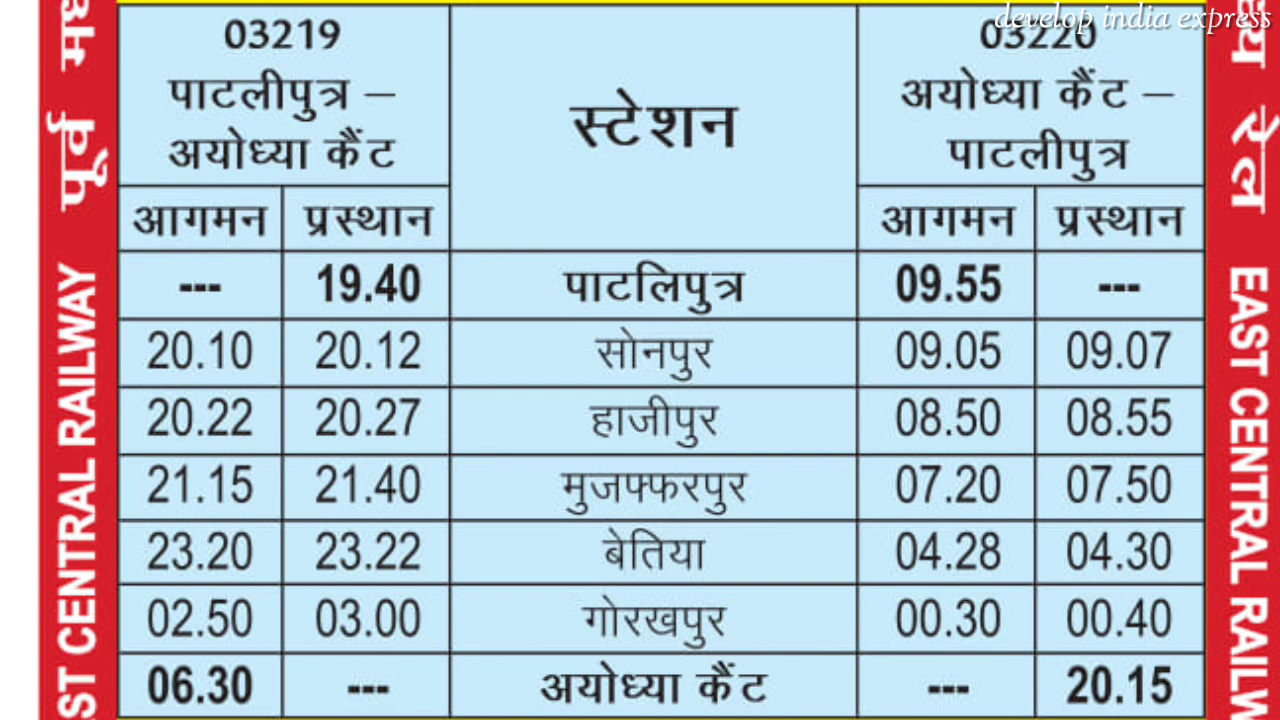 develop india express
03219
पाटलीपुत्र –
अयोध्या कैंट
स्टेशन
03220
अयोध्या कैंट –
पाटलीपुत्र
आगमन प्रस्थान आगमन प्रस्थान
--- 19.40 पाटलिपुत्र 09.55 ---
20.10 20.12 सोनपुर 09.05 09.07
20.22 20.27 हाजीपुर 08.50 08.55
21.15 21.40 मुजफ्फरपुर 07.20 07.50
23.20 23.22 बेतिया 04.28 04.30
02.50 03.00 गोरखपुर 00.30 00.40
06.30 --- अयोध्या कैंट --- 20.15
पूर्व
ST CENTRAL RAILWAY
रेल
EAST CENTRAL RAILW